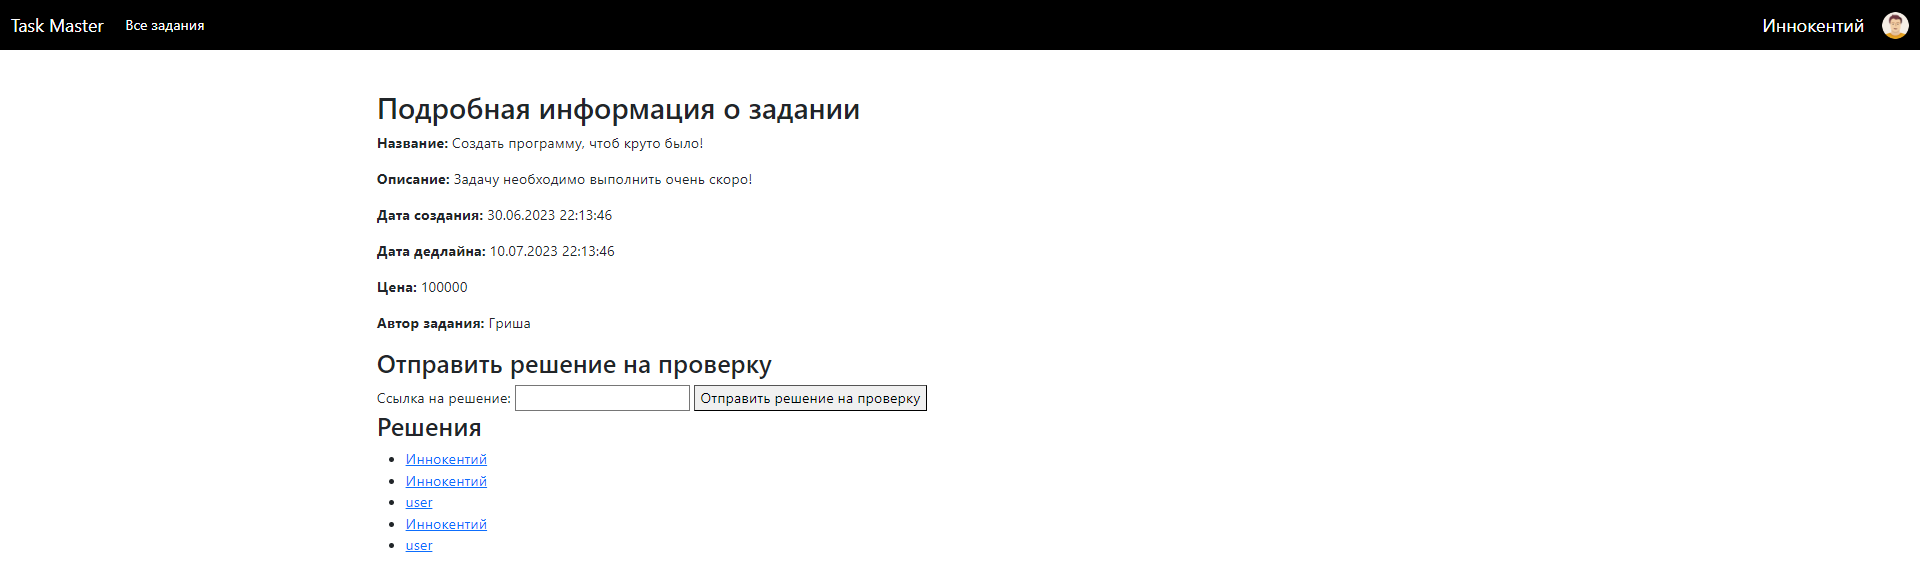 Task Master Все задания Иннокентий
Подробная информация о задании
Название: Создать программу, чтоб круто было!
Описание: Задачу необходимо выполнить очень скоро!
Дата создания: 30.06.2023 22:13:46
Дата дедлайна: 10.07.2023 22:13:46
Цена: 100000
Автор задания: Гриша
Отправить решение на проверку
Ссылка на решение: Отправить решение на проверку
Решения
Иннокентий
Иннокентий
user
Иннокентий
user